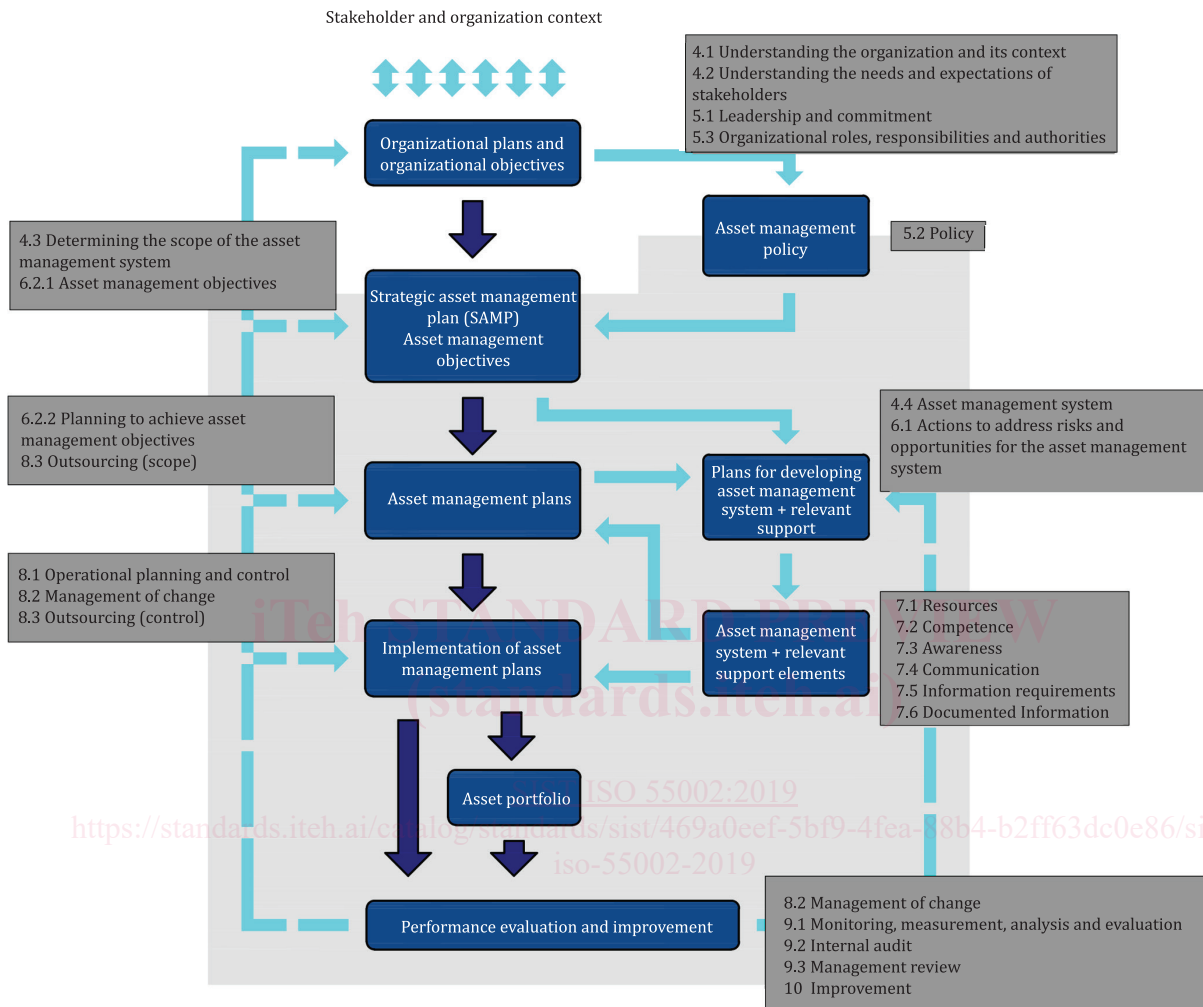 Stakeholder and organization context
4.1 Understanding the organization and its context
4.2 Understanding the needs and expectations of
stakeholders
5.1 Leadership and commitment
5.3 Organizational roles, responsibilities and authorities
Organizational plans and
organizational objectives
Asset management
policy
5.2 Policy
4.3 Determining the scope of the asset
management system
6.2.1 Asset management objectives
Strategic asset management
plan (SAMP)
Asset management
objectives
6.2.2 Planning to achieve asset
management objectives
8.3 Outsourcing (scope)
4.4 Asset management system
6.1 Actions to address risks and
opportunities for the asset management
system
Asset management plans
Plans for developing
asset management
system + relevant
support
8.1 Operational planning and control
8.2 Management of change
8.3 Outsourcing (control)
iTeh STANDARD PREVIEW
(standards.iteh.ai)
Implementation of asset
management plans
Asset management
system + relevant
support elements
7.1 Resources
7.2 Competence
7.3 Awareness
7.4 Communication
7.5 Information requirements
7.6 Documented Information
Asset portfolio
ISO 55002:2019
https://standards.iteh.ai/catalog/standards/sist/469a0eef-5bf9-4fea-88b4-b2ff63dc0e86/si
iso-55002-2019
Performance evaluation and improvement
8.2 Management of change
9.1 Monitoring, measurement, analysis and evaluation
9.2 Internal audit
9.3 Management review
10 Improvement